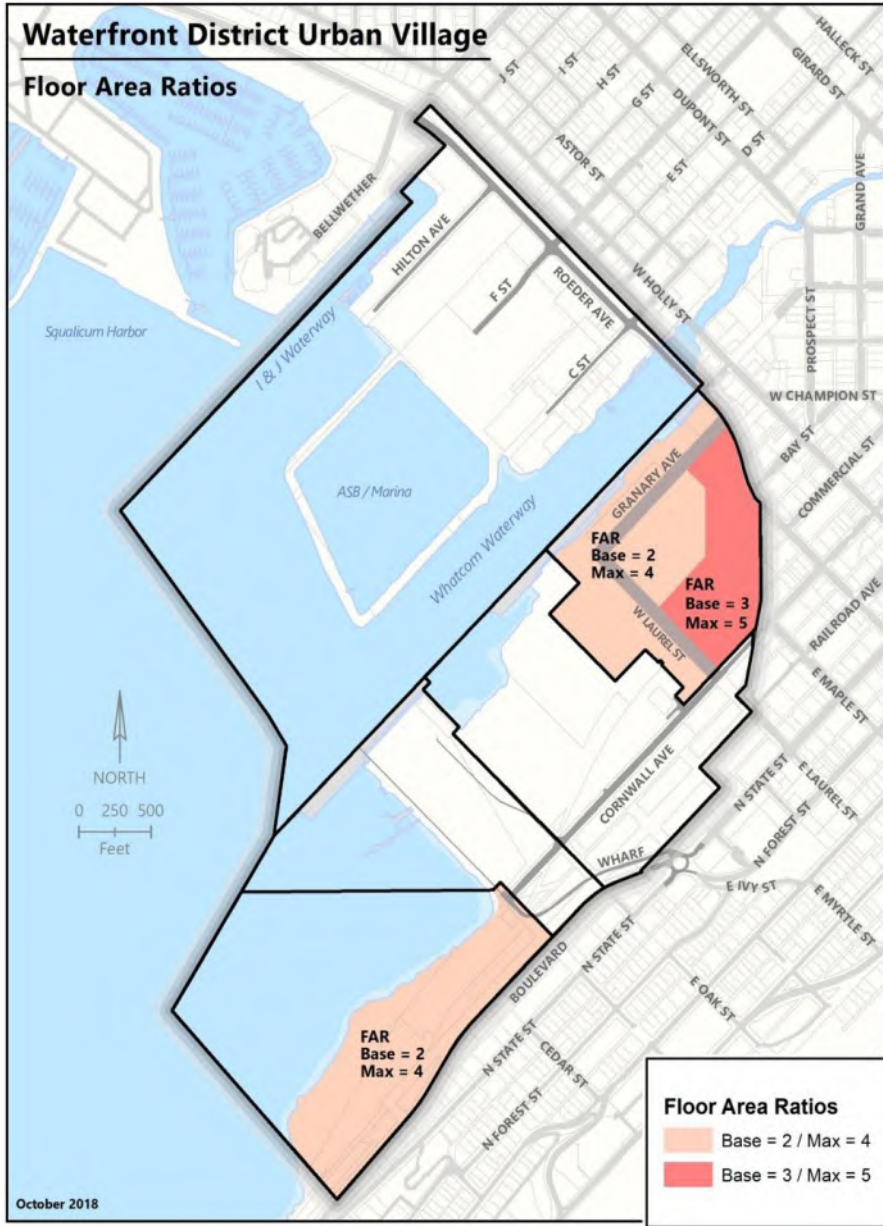 Waterfront District Urban Village
Floor Area Ratios
J ST
I ST
H ST
G ST
ELLSWORTH ST
HALLECK ST
GIRARD ST
DUPONT ST
D ST
ASTOR ST
E ST
GRAND AVE
BELLWETHER
HILTON AVE
F ST
ROEDER AVE
W HOLLY ST
PROSPECT ST
Squalicum Harbor
I & J Waterway
C ST
W CHAMPION ST
BAY ST
COMMERCIAL ST
ASB / Marina
GRANARY AVE
Whatcom Waterway
FAR
Base = 2
Max = 4
FAR
Base = 3
Max = 5
W LAUREL ST
RAILROAD AVE
E MAPLE ST
NORTH
0 250 500
Feet
CORNWALL AVE
N STATE ST
E LAUREL ST
N FOREST ST
WHARF
E IVY ST
E MYRTLE ST
BOULEVARD
N STATE ST
E OAK ST
N STATE ST
CEDAR ST
N FOREST ST
FAR
Base = 2
Max = 4
Floor Area Ratios
Base = 2 / Max = 4
Base = 3 / Max = 5
October 2018